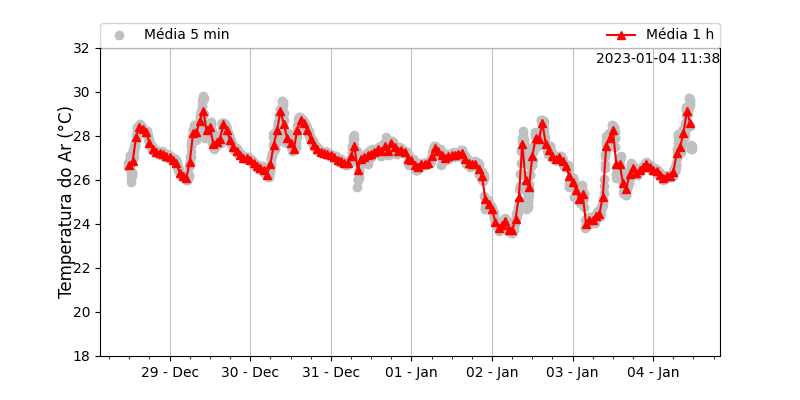 Média 5 min
Média 1 h
2023-01-04 11:38
Temperatura do Ar (°C)
32
30
28
26
24
22
20
18
29 - Dec
30 - Dec
31 - Dec
01 - Jan
02 - Jan
03 - Jan
04 - Jan